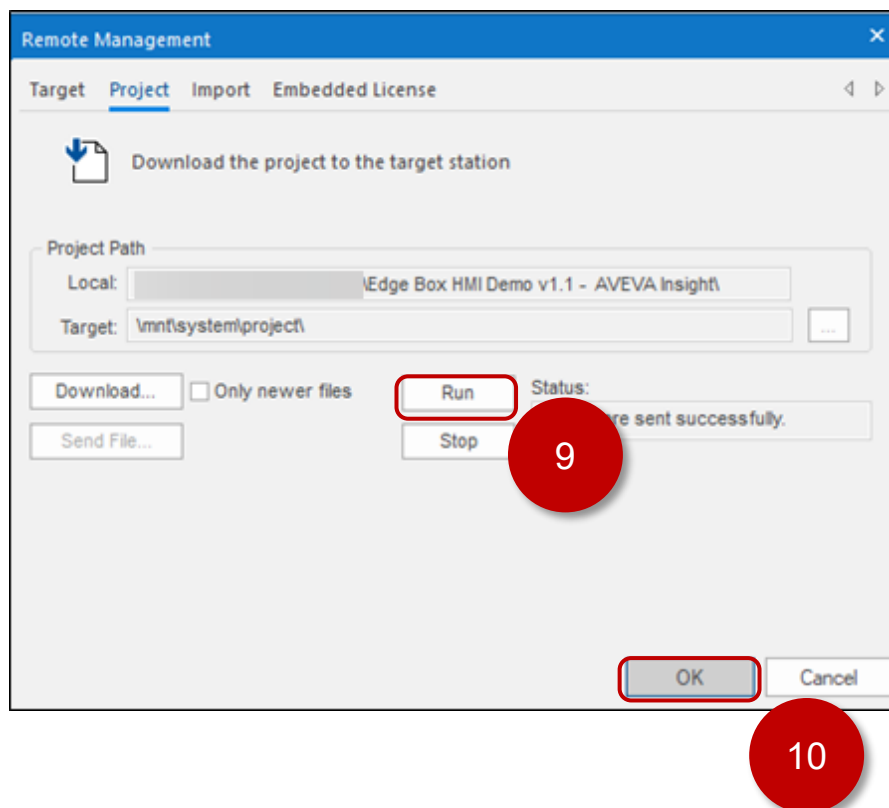 Remote Management
Target Project Import Embedded License
Download the project to the target station
Project Path
Local: \Edge Box HMI Demo v1.1 - AVEVA Insight\
Target: \mnt\system\project\ ...
Download... Only newer files Run Status:
re sent successfully.
Send File... Stop
9
OK Cancel
10